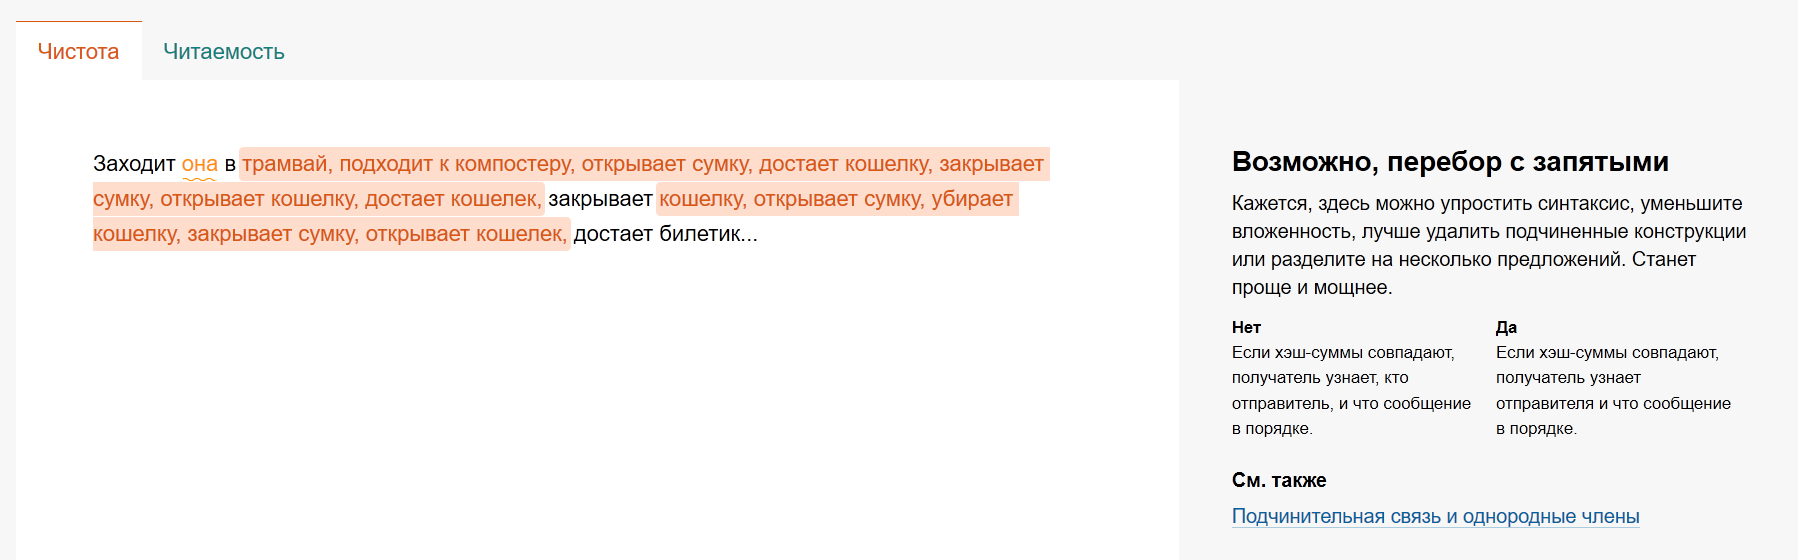 Чистота
Читаемость
Заходит она в трамвай, подходит к компостеру, открывает сумку, достает кошелку, закрывает
сумку, открывает кошелку, достает кошелек, закрывает кошелку, открывает сумку, убирает
кошелку, закрывает сумку, открывает кошелек, достает билетик...
Возможно, перебор с запятыми
Кажется, здесь можно упростить синтаксис, уменьшите
вложенность, лучше удалить подчиненные конструкции
или разделите на несколько предложений. Станет
проще и мощнее.
Нет
Если хэш-суммы совпадают,
получатель узнает, кто
отправитель, и что сообщение
в порядке.
Да
Если хэш-суммы совпадают,
получатель узнает
отправителя и что сообщение
в порядке.
См. также
Подчинительная связь и однородные члены